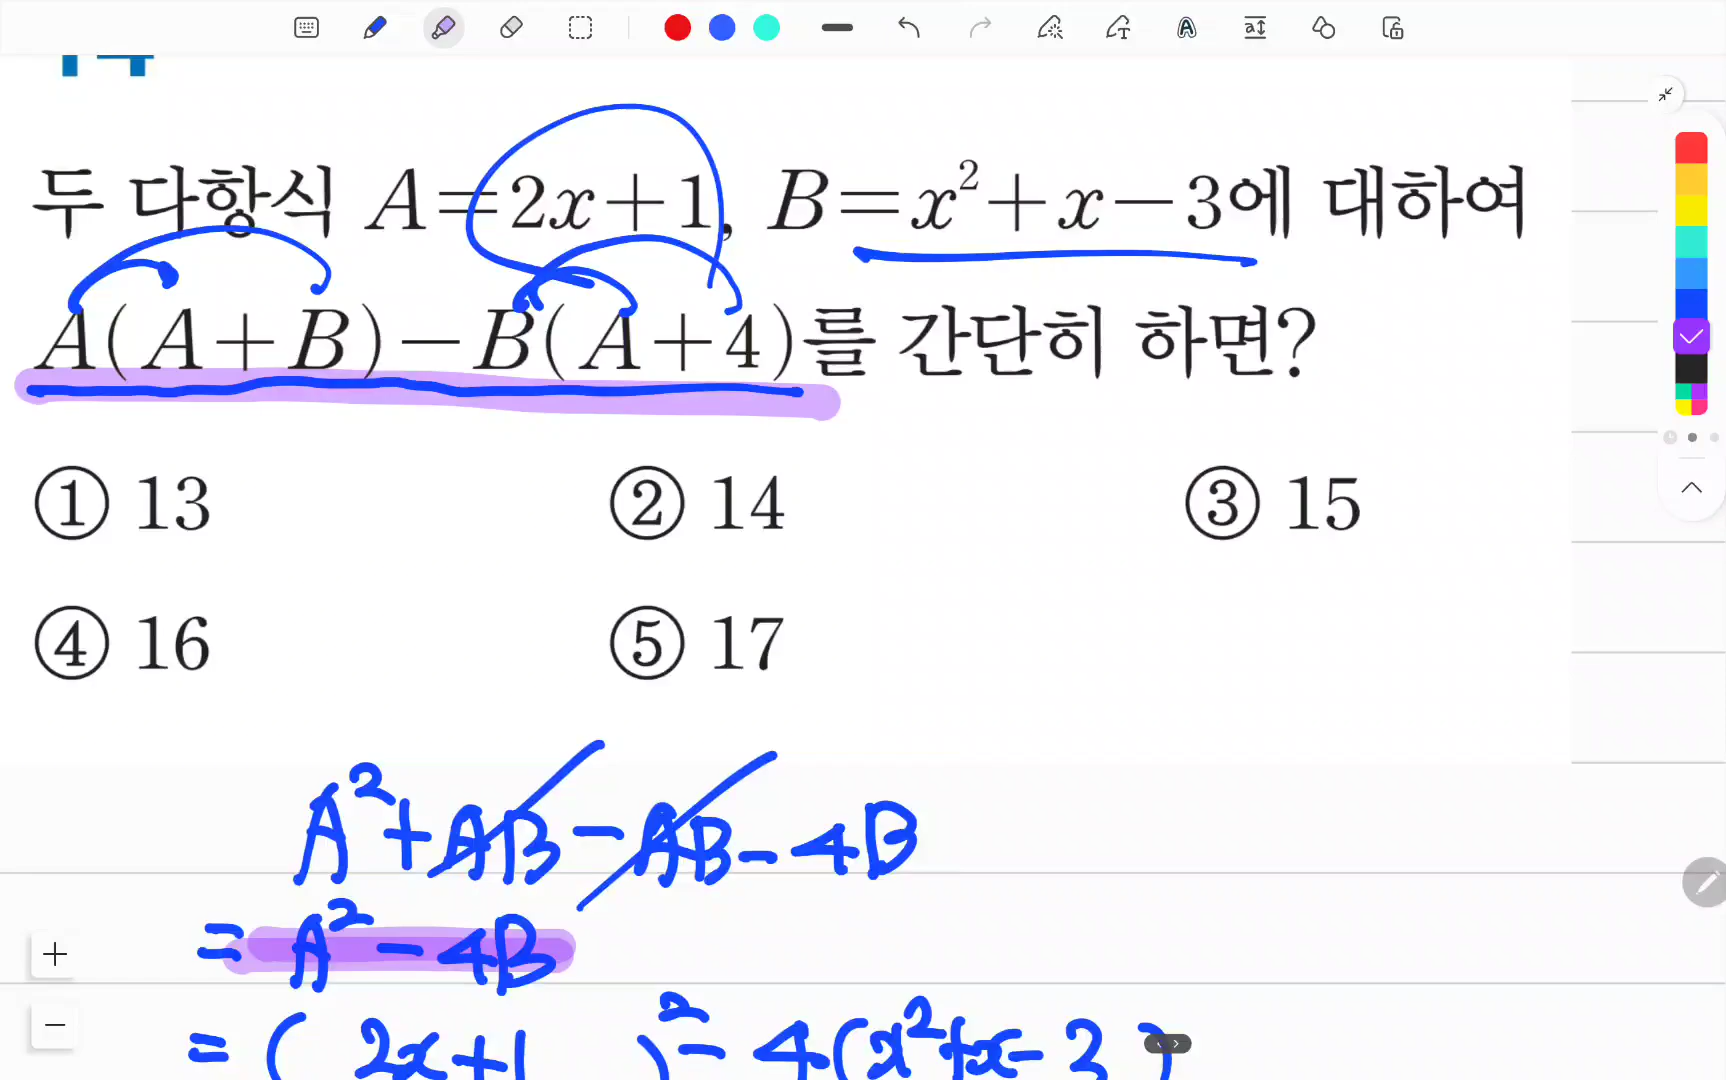 두 다항식 A=2x+1, B=x²+x−3에 대하여
A(A+B)−B(A+4)를 간단히 하면?
① 13 ② 14 ③ 15
④ 16 ⑤ 17
A²+AB−AB−4B
= A²−4B
= (2x+1)²−4(x²+x−3)